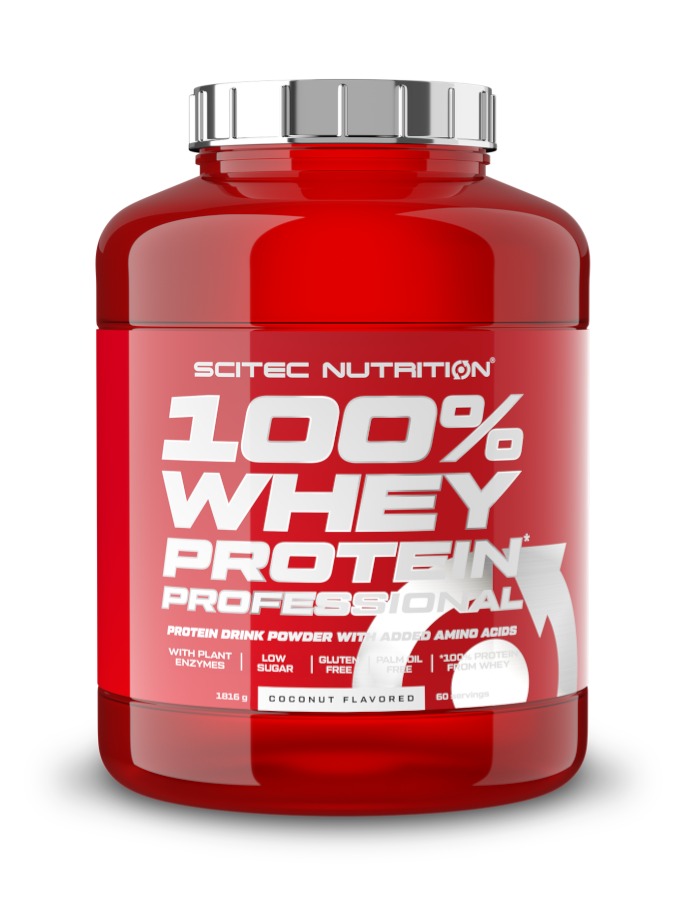 SCITEC NUTRITION®
100%
WHEY
PROTEIN*
PROFESSIONAL
PROTEIN DRINK POWDER WITH ADDED AMINO ACIDS
WITH PLANT ENZYMES | LOW SUGAR | GLUTEN FREE | PALM OIL FREE | *100% PROTEIN FROM WHEY
1816 g COCONUT FLAVORED 60 servings